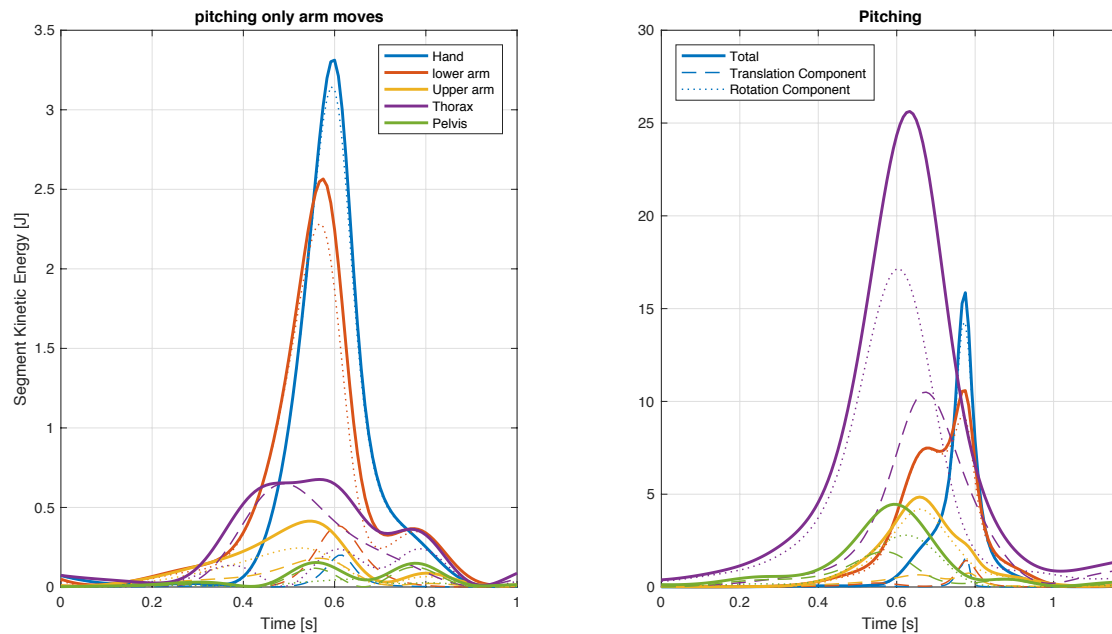 pitching only arm moves
3.5
3
2.5
2
1.5
1
0.5
0
0
0.2
0.4
0.6
0.8
1
Segment Kinetic Energy [J]
Time [s]
Hand
lower arm
Upper arm
Thorax
Pelvis
Pitching
30
25
20
15
10
5
0
0
0.2
0.4
0.6
0.8
1
Time [s]
Total
Translation Component
Rotation Component